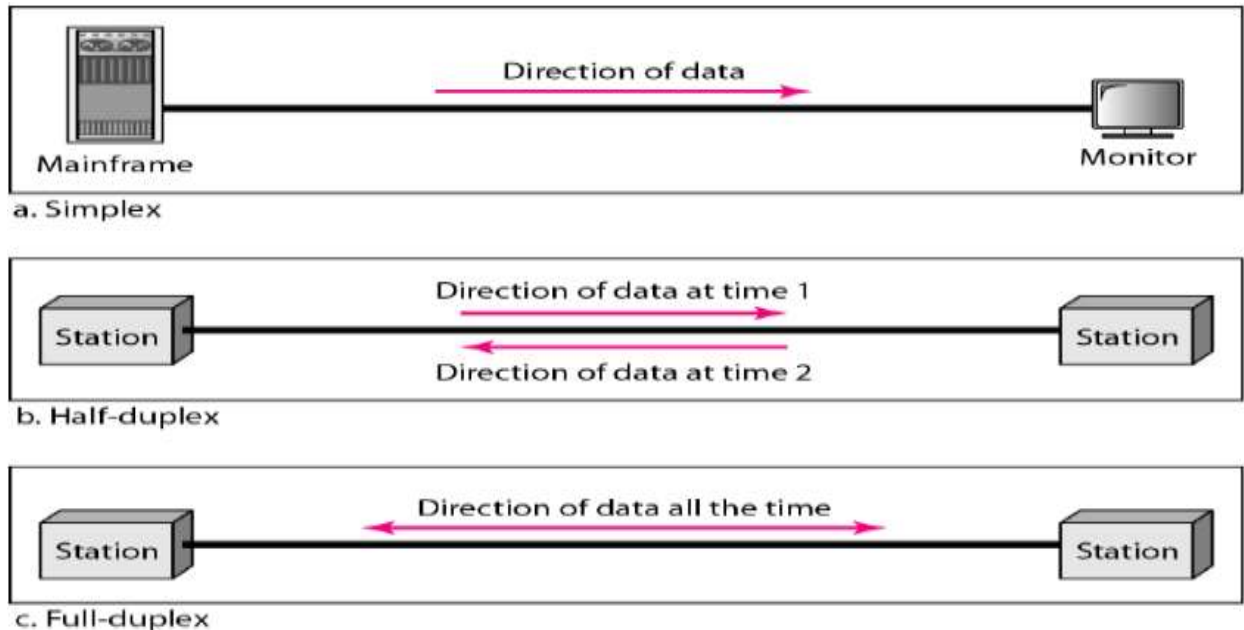 Direction of data
Mainframe
Monitor
a. Simplex
Direction of data at time 1
Station
Station
Direction of data at time 2
b. Half-duplex
Direction of data all the time
Station
Station
c. Full-duplex